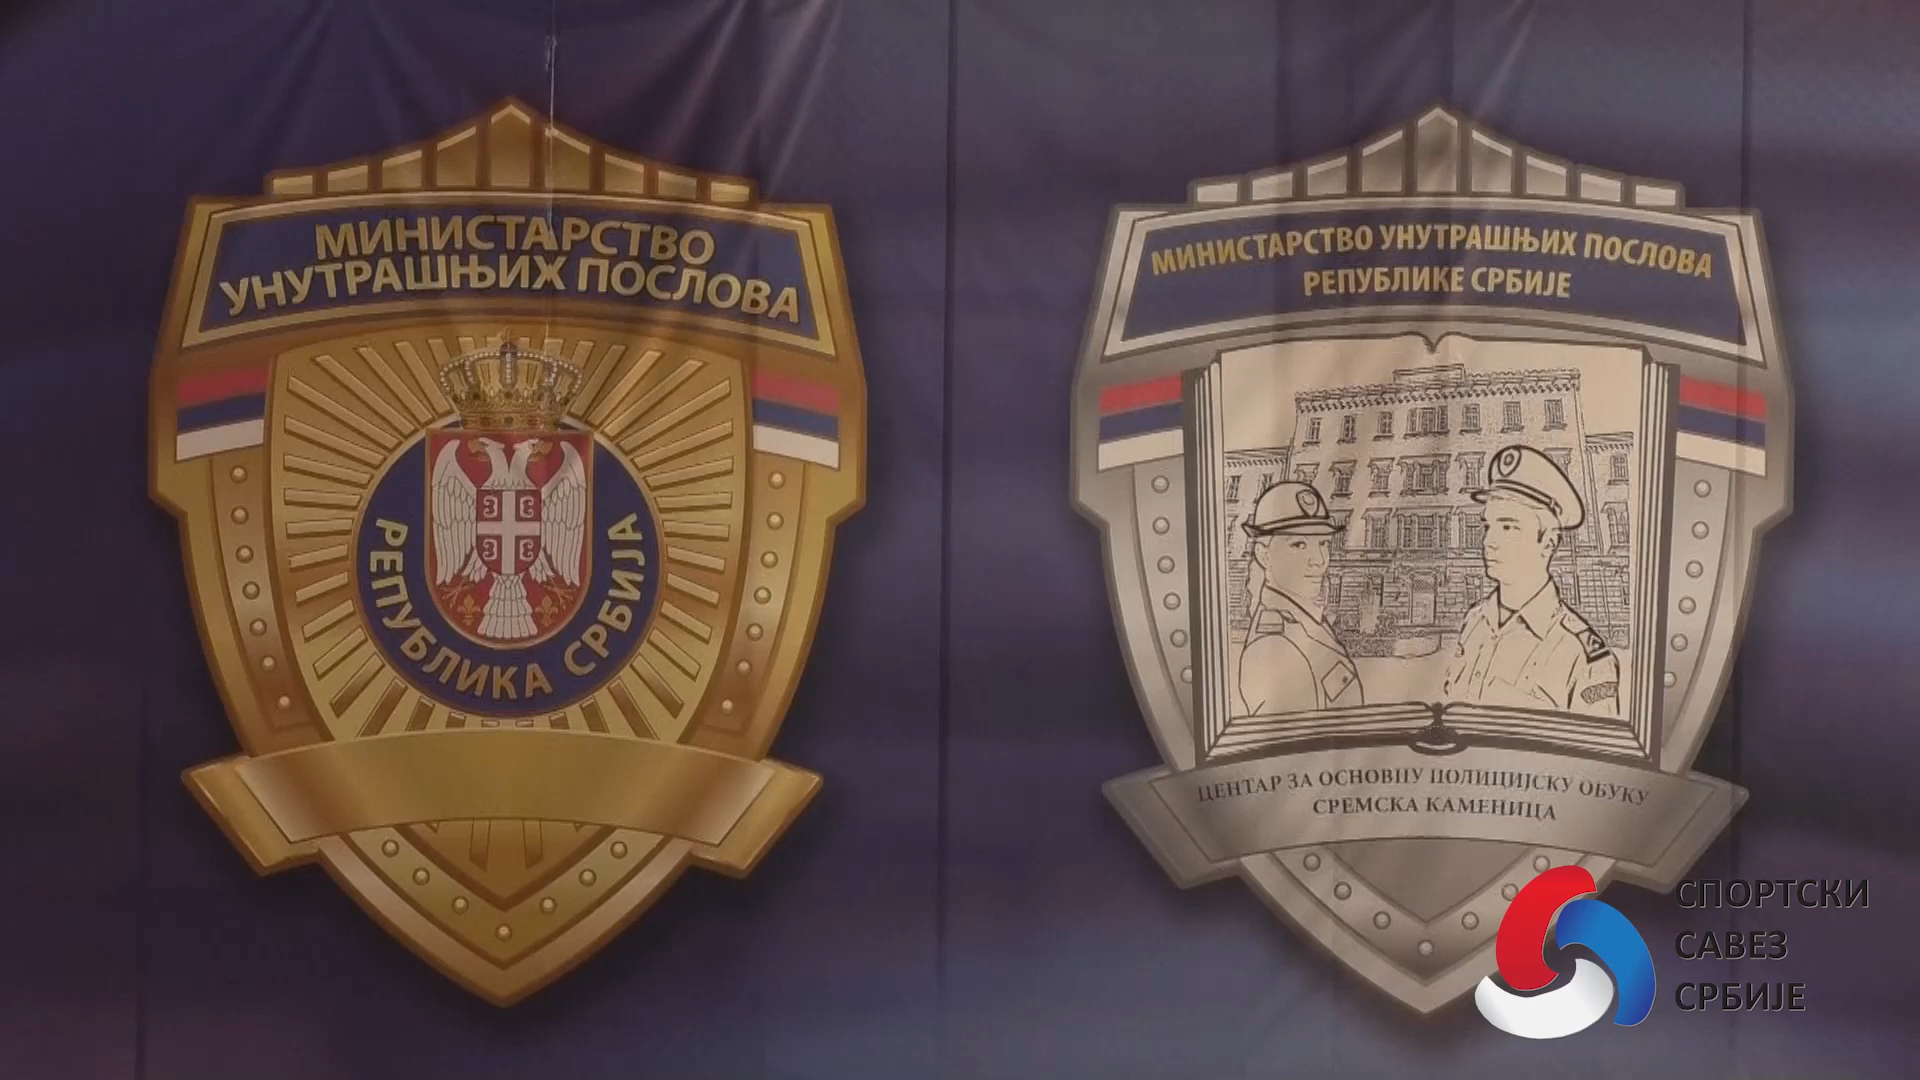 МИНИСТАРСТВО
УНУТРАШЊИХ ПОСЛОВА
РЕПУБЛИКА СРБИЈА
МИНИСТАРСТВО УНУТРАШЊИХ ПОСЛОВА
РЕПУБЛИКЕ СРБИЈЕ
ЦЕНТАР ЗА ОСНОВНУ ПОЛИЦИЈСКУ ОБУКУ
СРЕМСКА КАМЕНИЦА
СПОРТСКИ
САВЕЗ
СРБИЈЕ